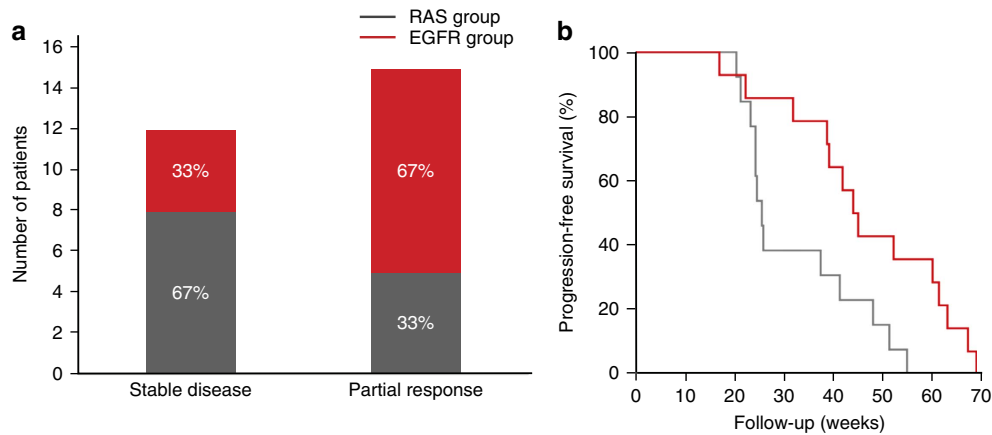 a
RAS group
EGFR group
Number of patients
16
14
12
10
8
6
4
2
0
33%
67%
67%
33%
Stable disease
Partial response
b
Progression-free survival (%)
100
80
60
40
20
0
0 10 20 30 40 50 60 70
Follow-up (weeks)